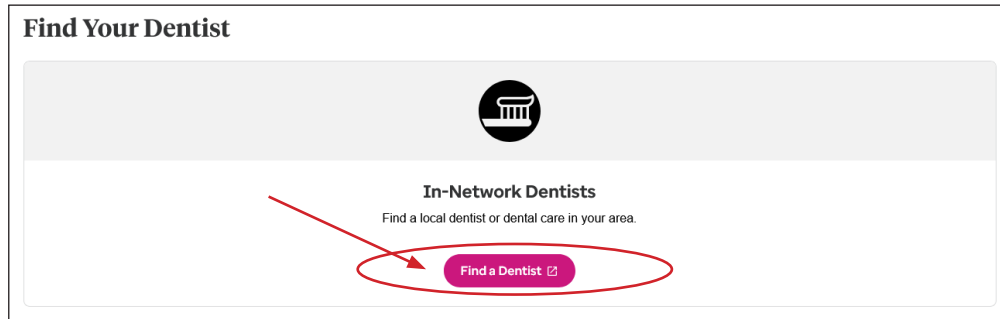 Find Your Dentist
In-Network Dentists
Find a local dentist or dental care in your area.
Find a Dentist